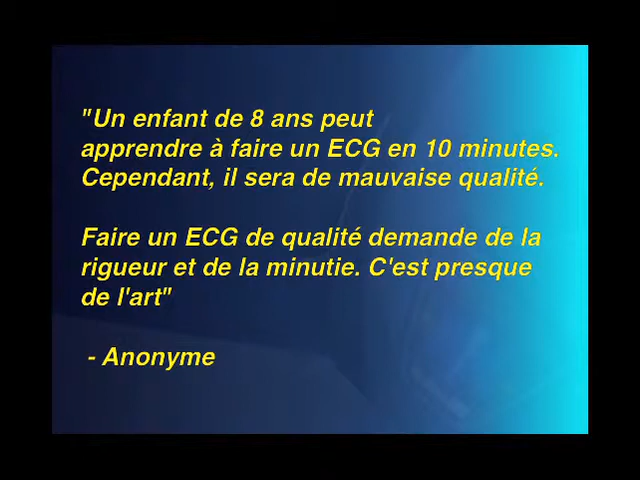 "Un enfant de 8 ans peut
apprendre à faire un ECG en 10 minutes.
Cependant, il sera de mauvaise qualité.
Faire un ECG de qualité demande de la
rigueur et de la minutie. C'est presque
de l'art"
- Anonyme